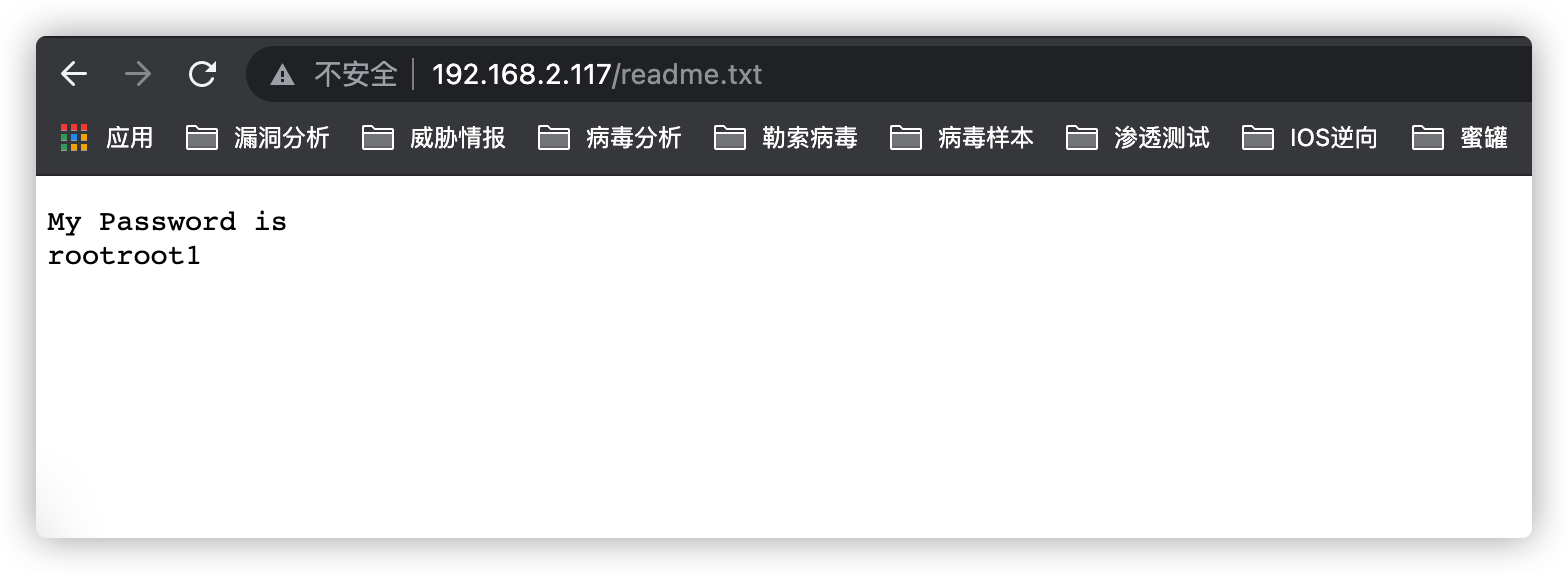 不安全 192.168.2.117/readme.txt
应用 漏洞分析 威胁情报 病毒分析 勒索病毒 病毒样本 渗透测试 IOS逆向 蜜罐
My Password is
rootroot1